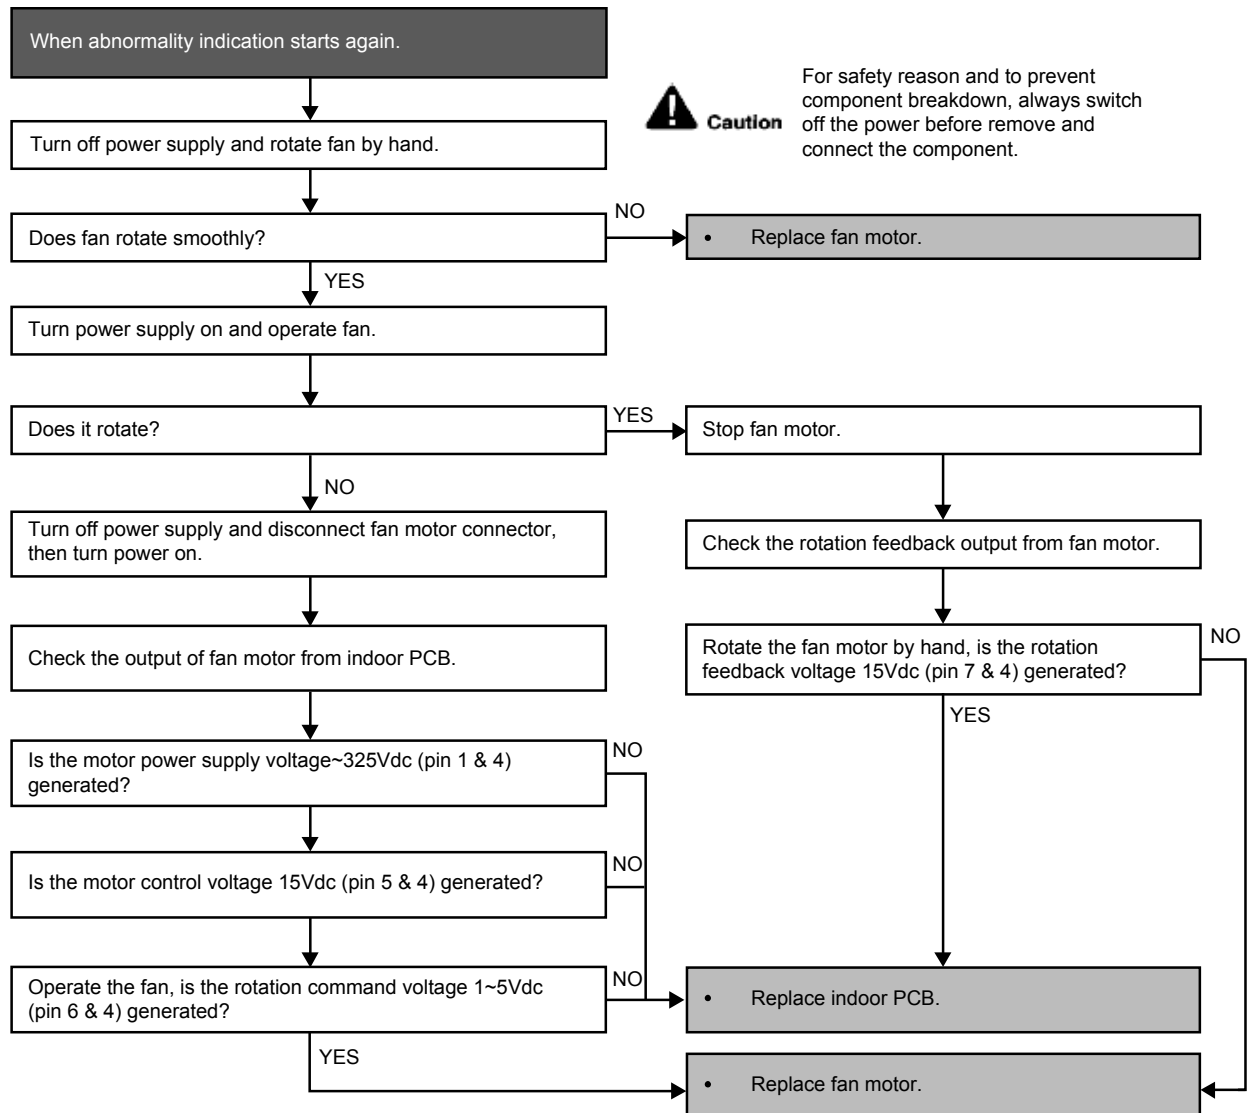 When abnormality indication starts again.
For safety reason and to prevent
component breakdown, always switch
off the power before remove and
connect the component.
Caution
Turn off power supply and rotate fan by hand.
NO
Does fan rotate smoothly?
• Replace fan motor.
YES
Turn power supply on and operate fan.
Does it rotate?
YES
Stop fan motor.
NO
Turn off power supply and disconnect fan motor connector,
then turn power on.
Check the rotation feedback output from fan motor.
Check the output of fan motor from indoor PCB.
Rotate the fan motor by hand, is the rotation
feedback voltage 15Vdc (pin 7 & 4) generated?
NO
YES
Is the motor power supply voltage~325Vdc (pin 1 & 4)
generated?
NO
Is the motor control voltage 15Vdc (pin 5 & 4) generated?
NO
Operate the fan, is the rotation command voltage 1~5Vdc
(pin 6 & 4) generated?
NO
• Replace indoor PCB.
YES
• Replace fan motor.